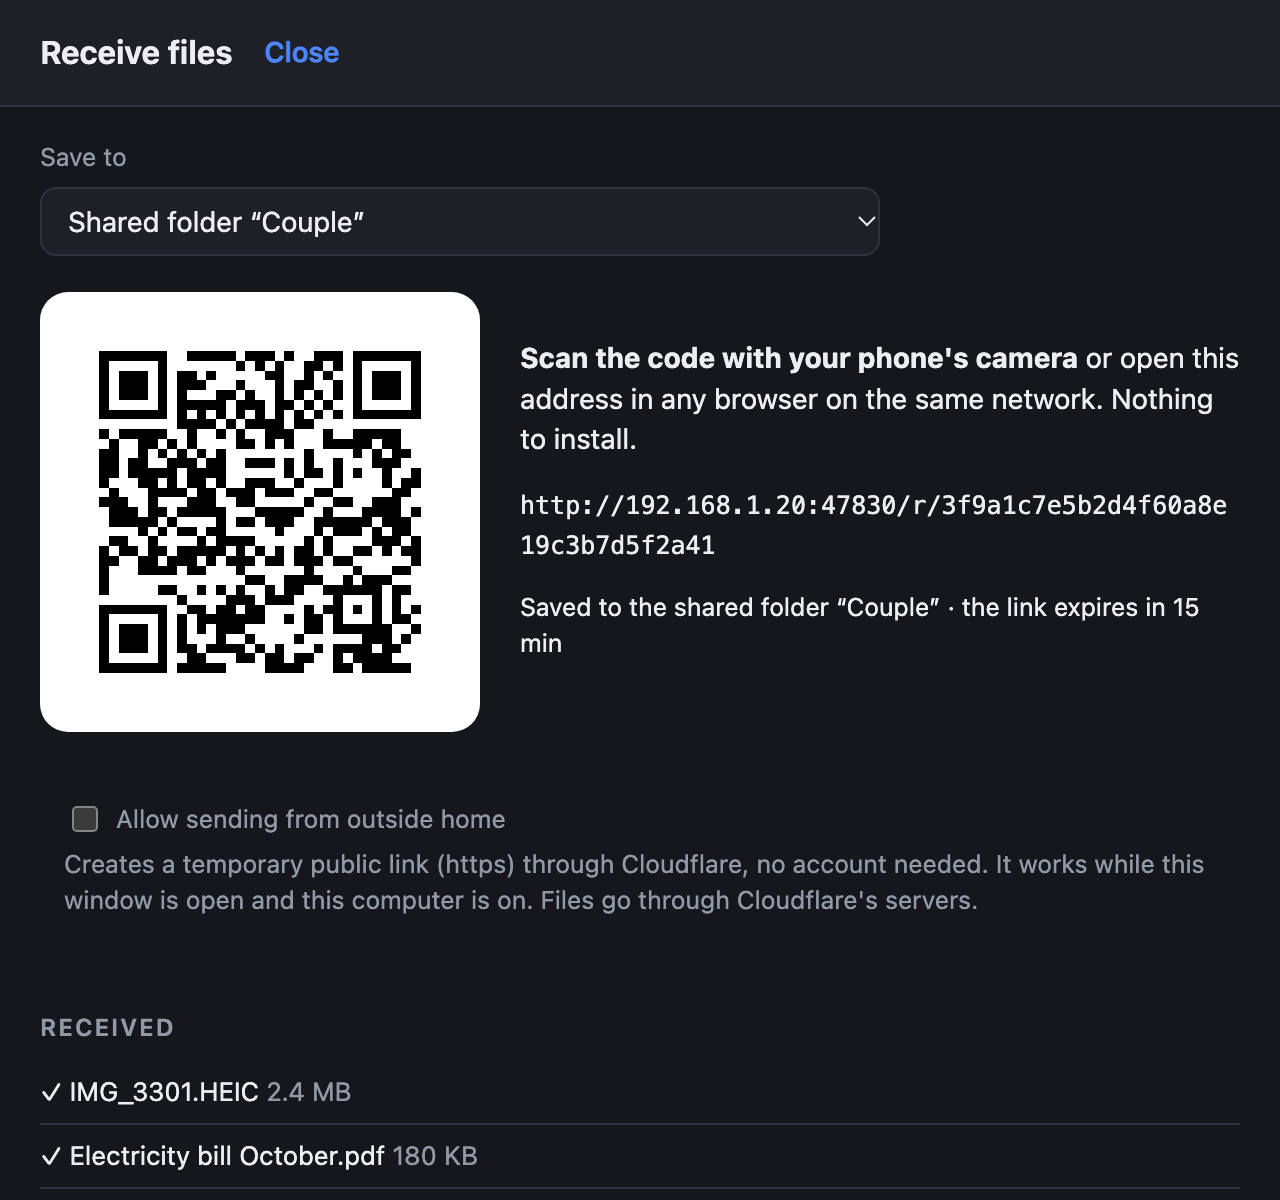 Receive files Close
Save to
Shared folder “Couple”
Scan the code with your phone's camera or open this
address in any browser on the same network. Nothing
to install.
http://192.168.1.20:47830/r/3f9a1c7e5b2d4f60a8e
19c3b7d5f2a41
Saved to the shared folder “Couple” · the link expires in 15
min
Allow sending from outside home
Creates a temporary public link (https) through Cloudflare, no account needed. It works while this
window is open and this computer is on. Files go through Cloudflare's servers.
RECEIVED
✓ IMG_3301.HEIC 2.4 MB
✓ Electricity bill October.pdf 180 KB